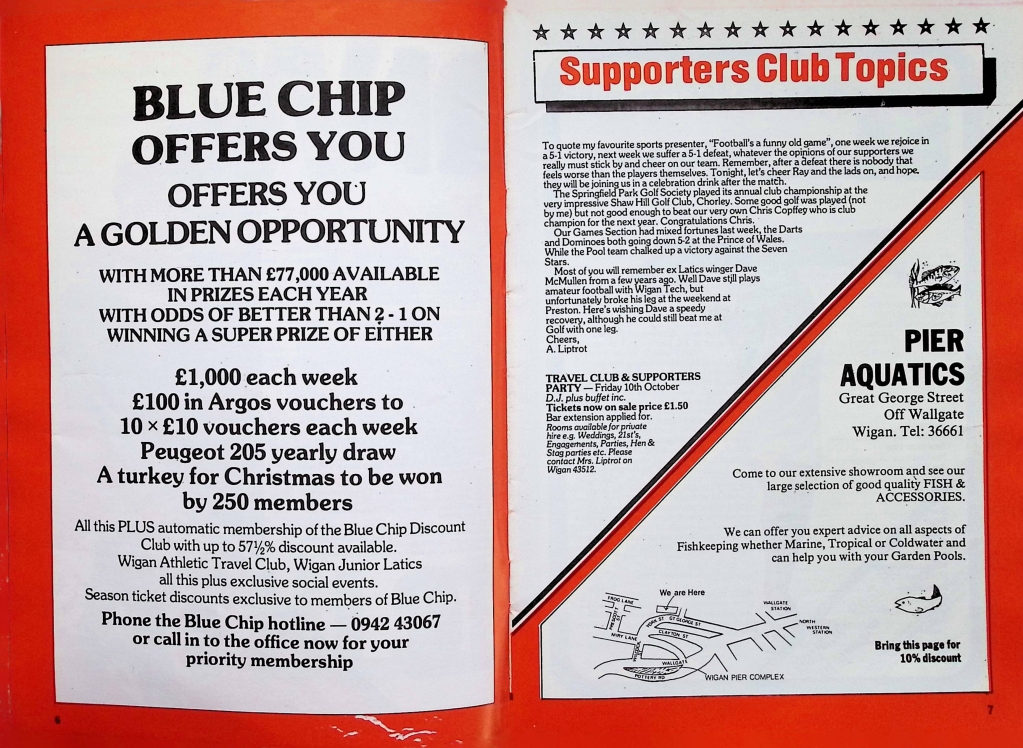 BLUE CHIP
OFFERS YOU
OFFERS YOU
A GOLDEN OPPORTUNITY
WITH MORE THAN £77,000 AVAILABLE
IN PRIZES EACH YEAR
WITH ODDS OF BETTER THAN 2 - 1 ON
WINNING A SUPER PRIZE OF EITHER
£1,000 each week
£100 in Argos vouchers to
10 × £10 vouchers each week
Peugeot 205 yearly draw
A turkey for Christmas to be won
by 250 members
All this PLUS automatic membership of the Blue Chip Discount
Club with up to 57½% discount available.
Wigan Athletic Travel Club, Wigan Junior Latics
all this plus exclusive social events.
Season ticket discounts exclusive to members of Blue Chip.
Phone the Blue Chip hotline — 0942 43067
or call in to the office now for your
priority membership
6
Supporters Club Topics
To quote my favourite sports presenter, "Football's a funny old game", one week we rejoice in
a 5-1 victory, next week we suffer a 5-1 defeat, whatever the opinions of our supporters we
really must stick by and cheer on our team. Remember, after a defeat there is nobody that
feels worse than the players themselves. Tonight, let's cheer Ray and the lads on, and hope,
they will be joining us in a celebration drink after the match.
The Springfield Park Golf Society played its annual club championship at the
very impressive Shaw Hill Golf Club, Chorley. Some good golf was played (not
by me) but not good enough to beat our very own Chris Copffey who is club
champion for the next year. Congratulations Chris.
Our Games Section had mixed fortunes last week, the Darts
and Dominoes both going down 5-2 at the Prince of Wales.
While the Pool team chalked up a victory against the Seven
Stars.
Most of you will remember ex Latics winger Dave
McMullen from a few years ago. Well Dave still plays
amateur football with Wigan Tech, but
unfortunately broke his leg at the weekend at
Preston. Here's wishing Dave a speedy
recovery, although he could still beat me at
Golf with one leg.
Cheers,
A. Liptrot
TRAVEL CLUB & SUPPORTERS
PARTY — Friday 10th October
D.J. plus buffet inc.
Tickets now on sale price £1.50
Bar extension applied for.
Rooms available for private
hire e.g. Weddings, 21st's,
Engagements, Parties, Hen &
Stag parties etc. Please
contact Mrs. Liptrot on
Wigan 43512.
PIER
AQUATICS
Great George Street
Off Wallgate
Wigan. Tel: 36661
Come to our extensive showroom and see our
large selection of good quality FISH &
ACCESSORIES.
We can offer you expert advice on all aspects of
Fishkeeping whether Marine, Tropical or Coldwater and
can help you with your Garden Pools.
We are Here
FROG LANE
WALLGATE
STATION
YORK ST GT GEORGE ST
NORTH
WESTERN
STATION
MIRY LANE
CLAYTON ST
WALLGATE
POTTERY RD
WIGAN PIER COMPLEX
Bring this page for
10% discount
7